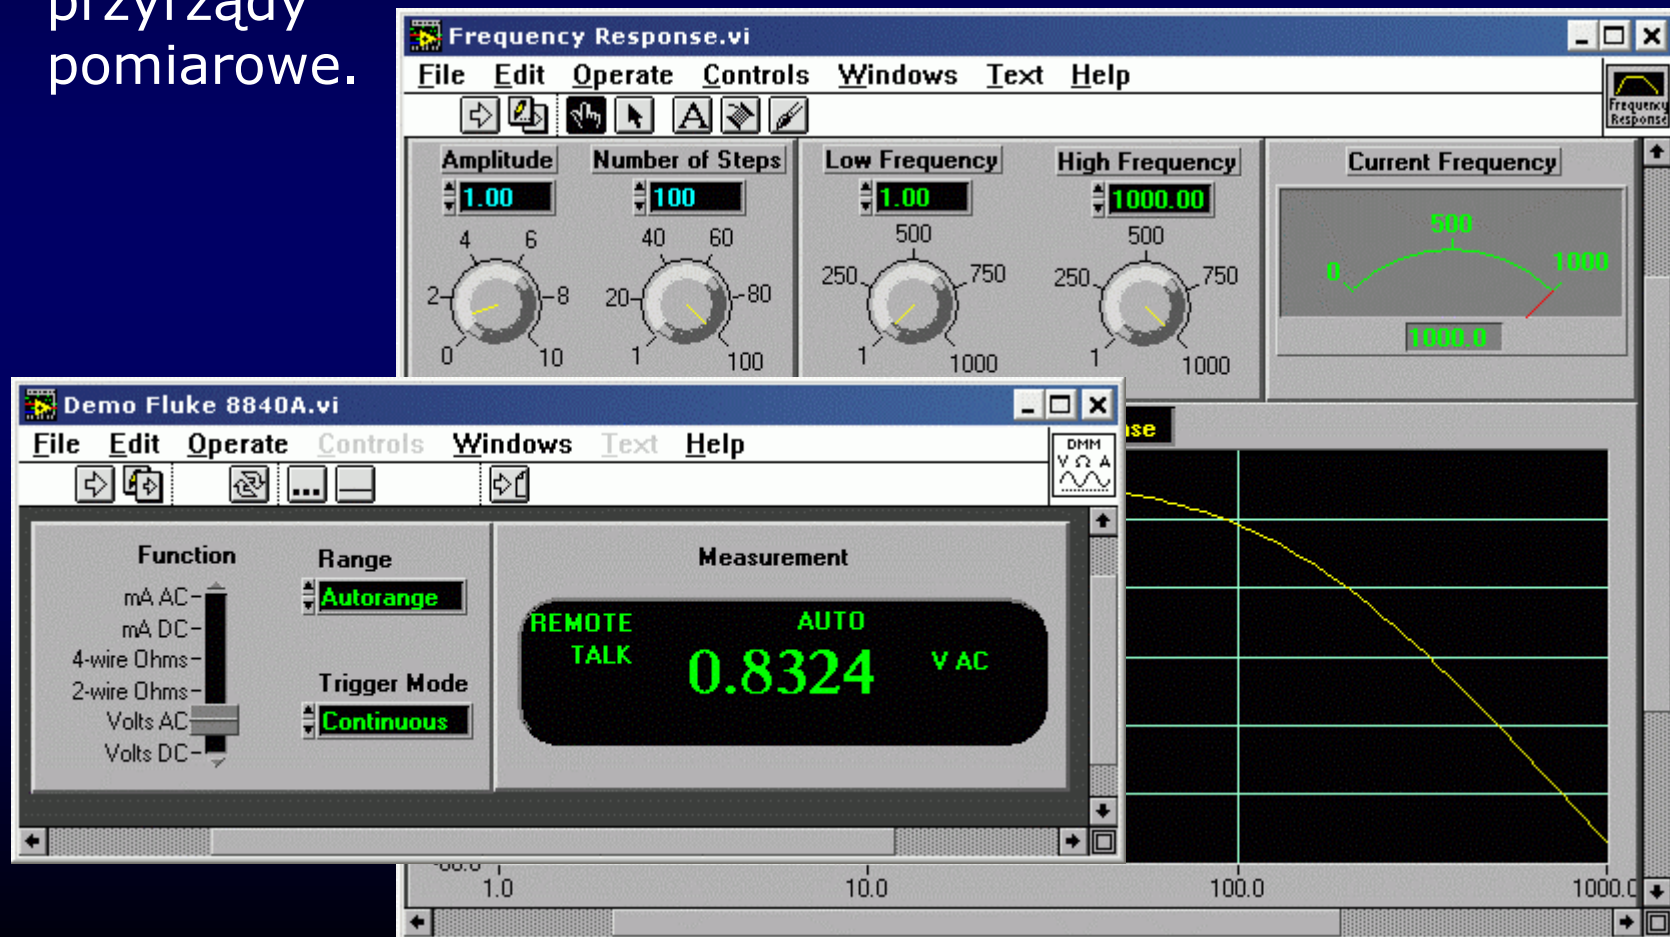 przyrządy
pomiarowe.
Frequency Response.vi
File Edit Operate Controls Windows Text Help
Frequency
Response
Amplitude
1.00
4 6
2 8
0 10
Number of Steps
100
40 60
20 80
1 100
Low Frequency
1.00
500
250 750
1 1000
High Frequency
1000.00
500
250 750
1 1000
Current Frequency
0 500 1000
1000.0
Demo Fluke 8840A.vi
File Edit Operate Controls Windows Text Help
DMM
V Ω A
Function
mA AC
mA DC
4-wire Ohms
2-wire Ohms
Volts AC
Volts DC
Range
Autorange
Trigger Mode
Continuous
Measurement
REMOTE AUTO
TALK 0.8324 V AC
1.0 10.0 100.0 1000.0